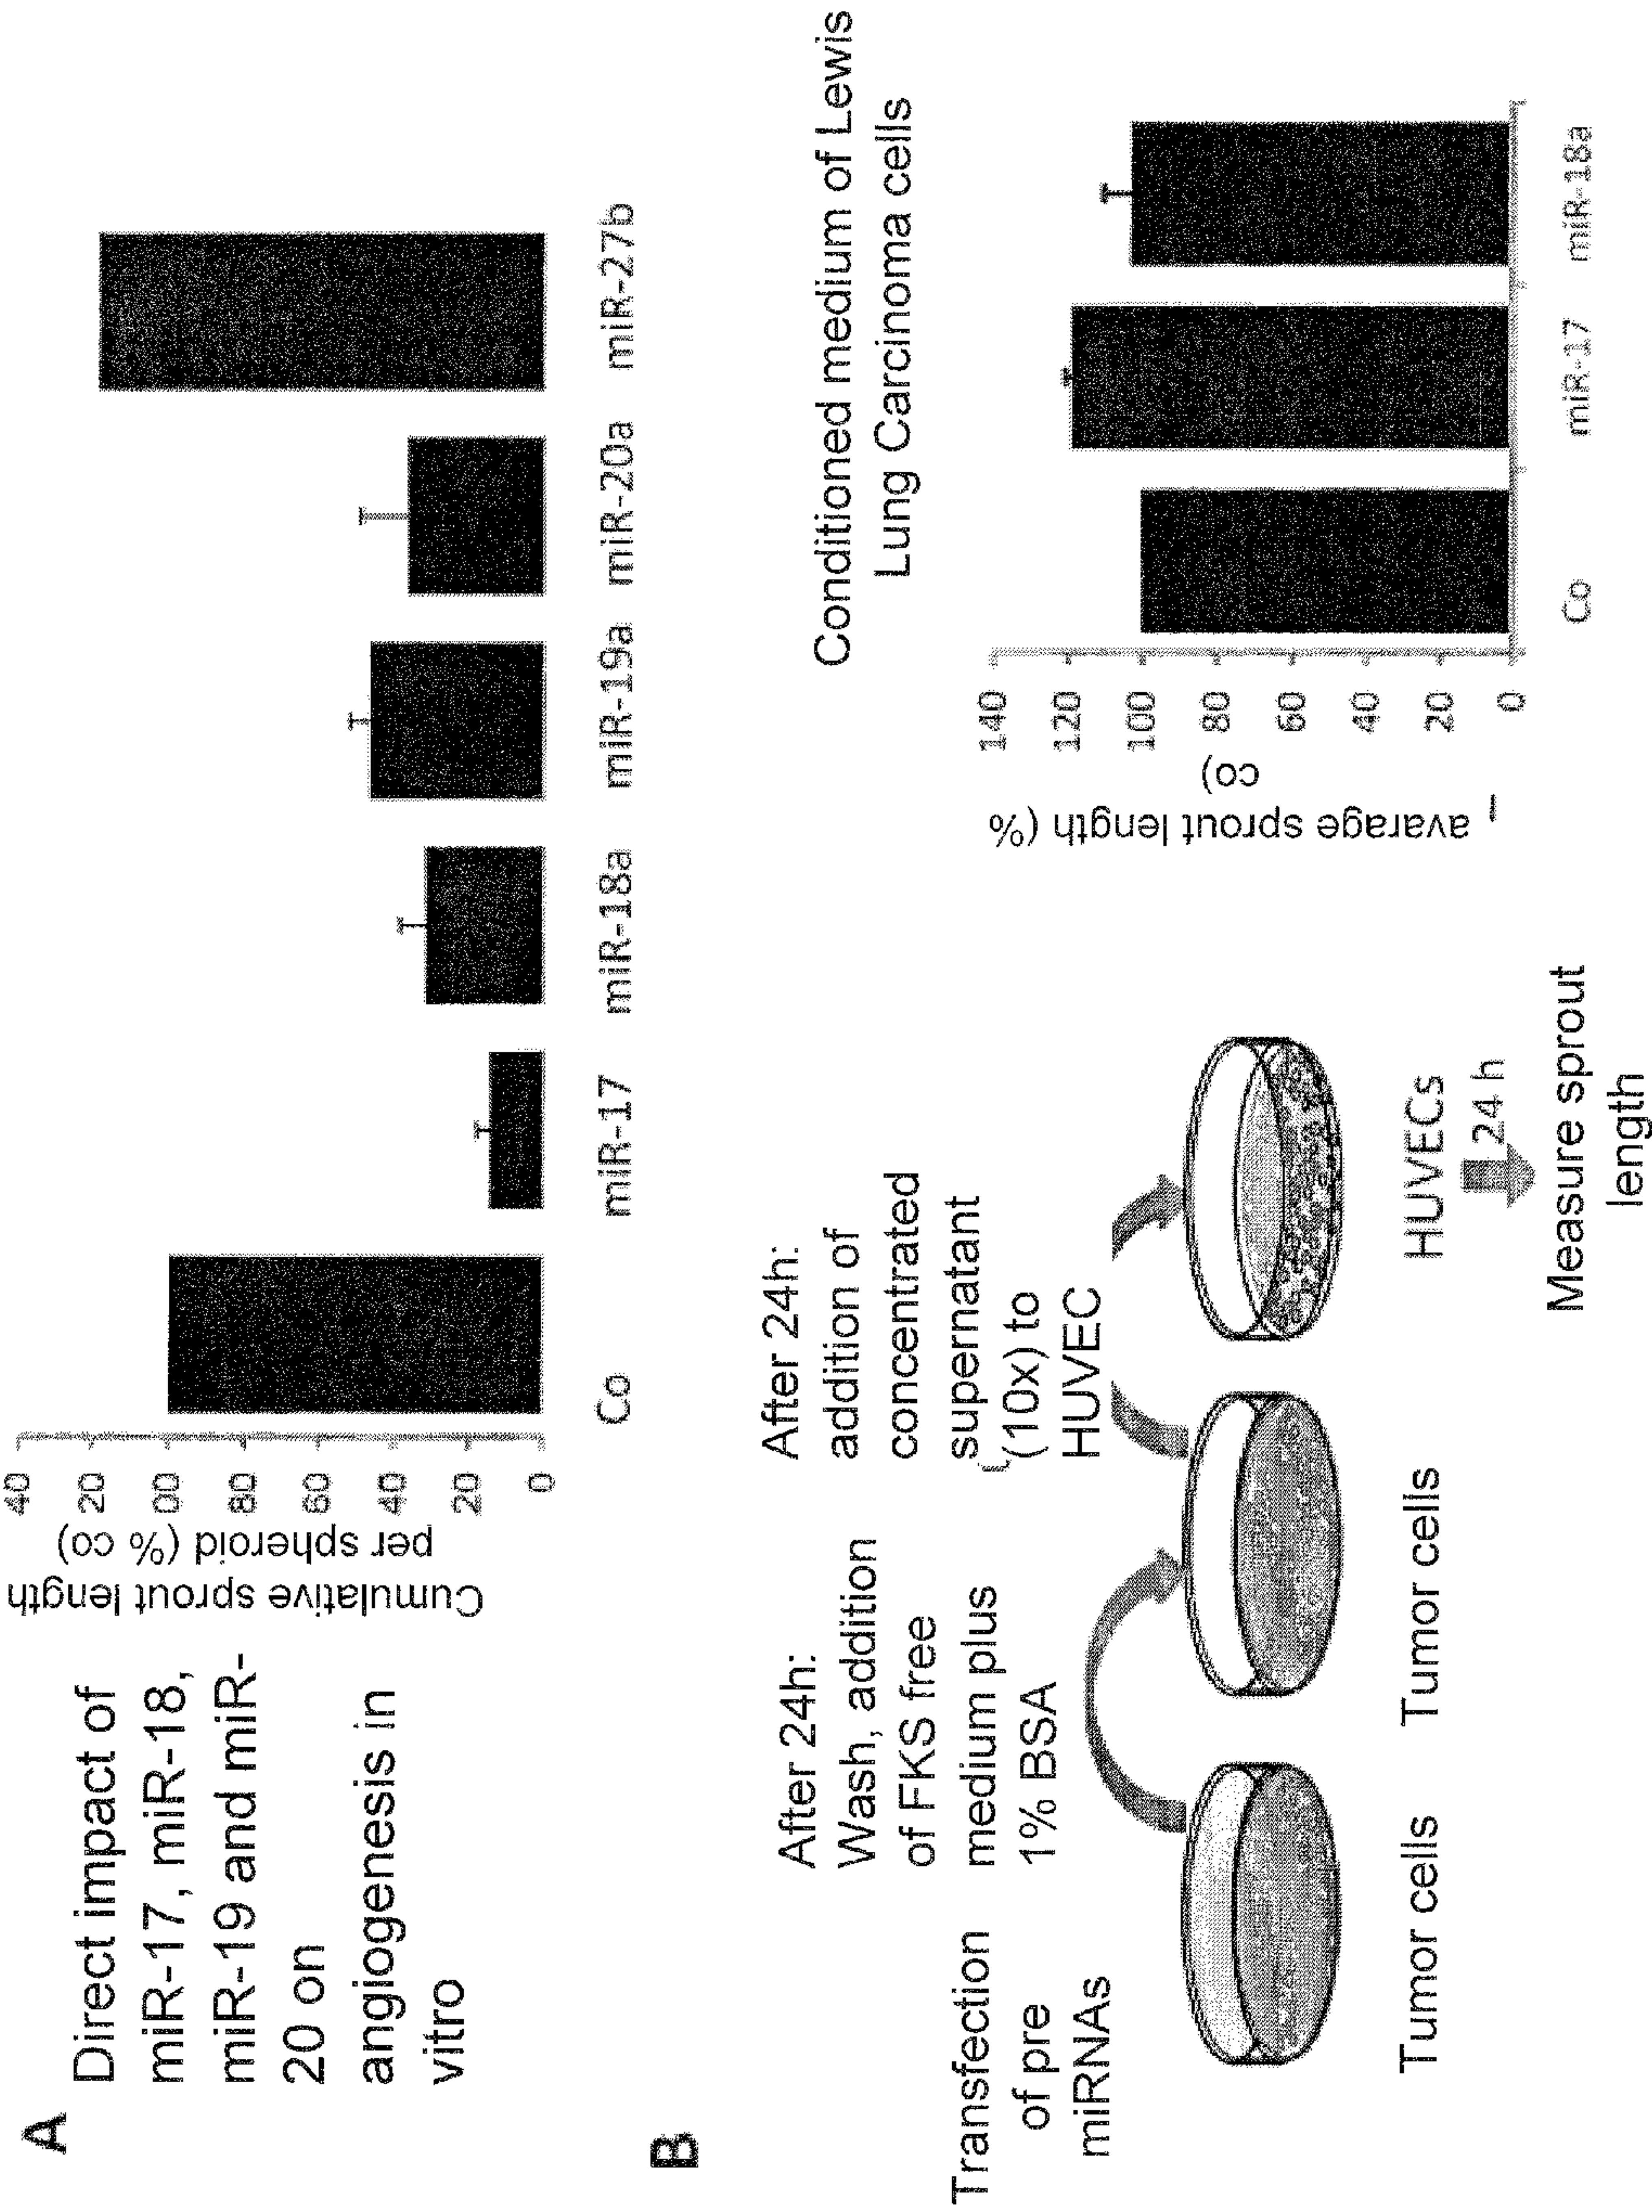 A
Direct impact of
miR-17, miR-18,
miR-19 and miR-
20 on
angiogenesis in
vitro
Cumulative sprout length
per spheroid (% co)
40
20
00
80
60
40
20
0
Co
miR-17
miR-18a
miR-19a
miR-20a
miR-27b
B
Transfection
of pre
miRNAs
After 24h:
Wash, addition
of FKS free
medium plus
1% BSA
After 24h:
addition of
concentrated
supernatant
(10x) to
HUVEC
Tumor cells
Tumor cells
HUVECs
24 h
Measure sprout
length
Conditioned medium of Lewis
Lung Carcinoma cells
avarage sprout length (%
co)
140
120
100
80
60
40
20
0
Co
miR-17
miR-18a